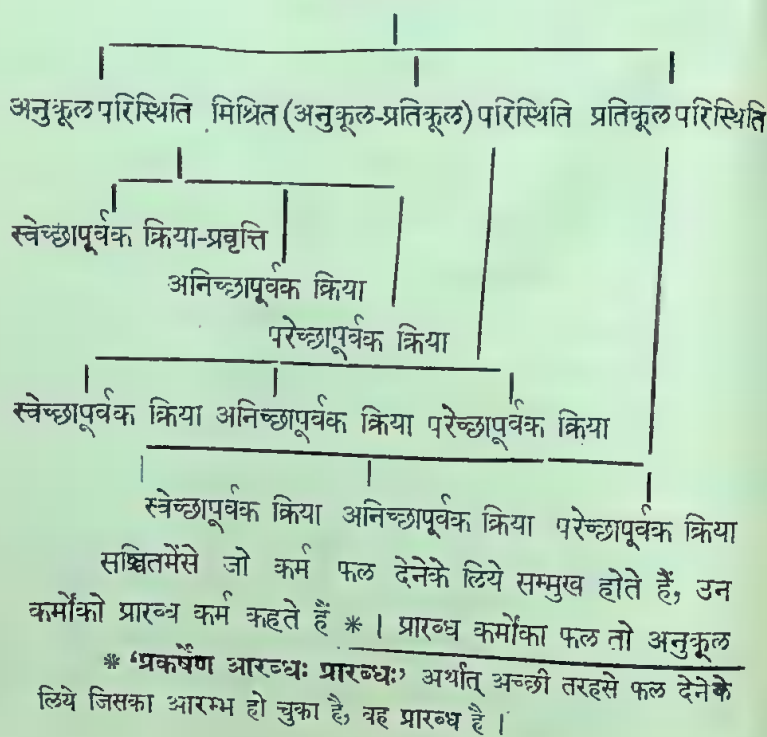 अनुकूल परिस्थिति मिश्रित (अनुकूल-प्रतिकूल) परिस्थिति प्रतिकूल परिस्थिति
स्वेच्छापूर्वक क्रिया-प्रवृत्ति
अनिच्छापूर्वक क्रिया
परेच्छापूर्वक क्रिया
स्वेच्छापूर्वक क्रिया अनिच्छापूर्वक क्रिया परेच्छापूर्वक क्रिया
स्वेच्छापूर्वक क्रिया अनिच्छापूर्वक क्रिया परेच्छापूर्वक क्रिया
सञ्चितमेंसे जो कर्म फल देनेके लिये सम्मुख होते हैं, उन
कर्मोंको प्रारब्ध कर्म कहते हैं * । प्रारब्ध कर्मोंका फल तो अनुकूल
* ‘प्रकर्षेण आरब्धः प्रारब्धः’ अर्थात् अच्छी तरहसे फल देनेके
लिये जिसका आरम्भ हो चुका है, वह प्रारब्ध है ।